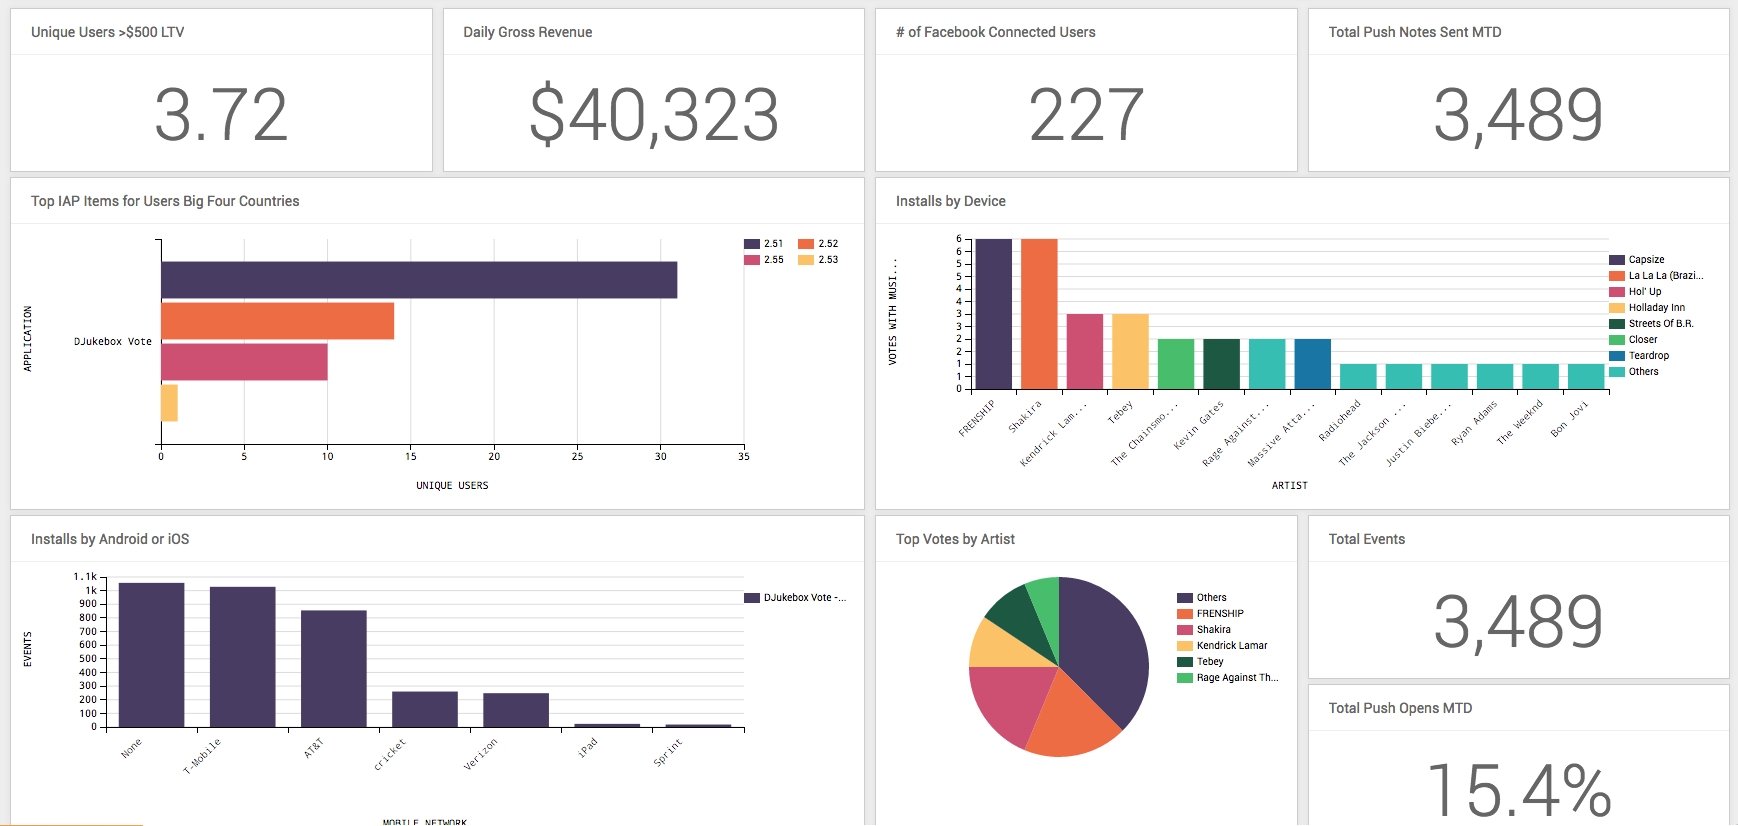 Unique Users >$500 LTV
3.72
Daily Gross Revenue
$40,323
# of Facebook Connected Users
227
Total Push Notes Sent MTD
3,489
Top IAP Items for Users Big Four Countries
APPLICATION
DJukebox Vote
0 5 10 15 20 25 30 35
UNIQUE USERS
2.51 2.52
2.55 2.53
Installs by Device
VOTES WITH MUSI...
6
6
5
5
4
4
3
3
2
2
1
1
0
FRENSHIP
Shakira
Kendrick Lam...
Tebey
The Chainsmo...
Kevin Gates
Rage Against...
Massive Atta...
Radiohead
The Jackson ...
Justin Biebe...
Ryan Adams
The Weeknd
Bon Jovi
ARTIST
Capsize
La La La (Brazi...
Hol' Up
Holladay Inn
Streets Of B.R.
Closer
Teardrop
Others
Installs by Android or iOS
EVENTS
1.1k
1k
900
800
700
600
500
400
300
200
100
0
None
T-Mobile
AT&T
cricket
Verizon
iPad
Sprint
MOBILE NETWORK
DJukebox Vote -...
Top Votes by Artist
Others
FRENSHIP
Shakira
Kendrick Lamar
Tebey
Rage Against Th...
Total Events
3,489
Total Push Opens MTD
15.4%